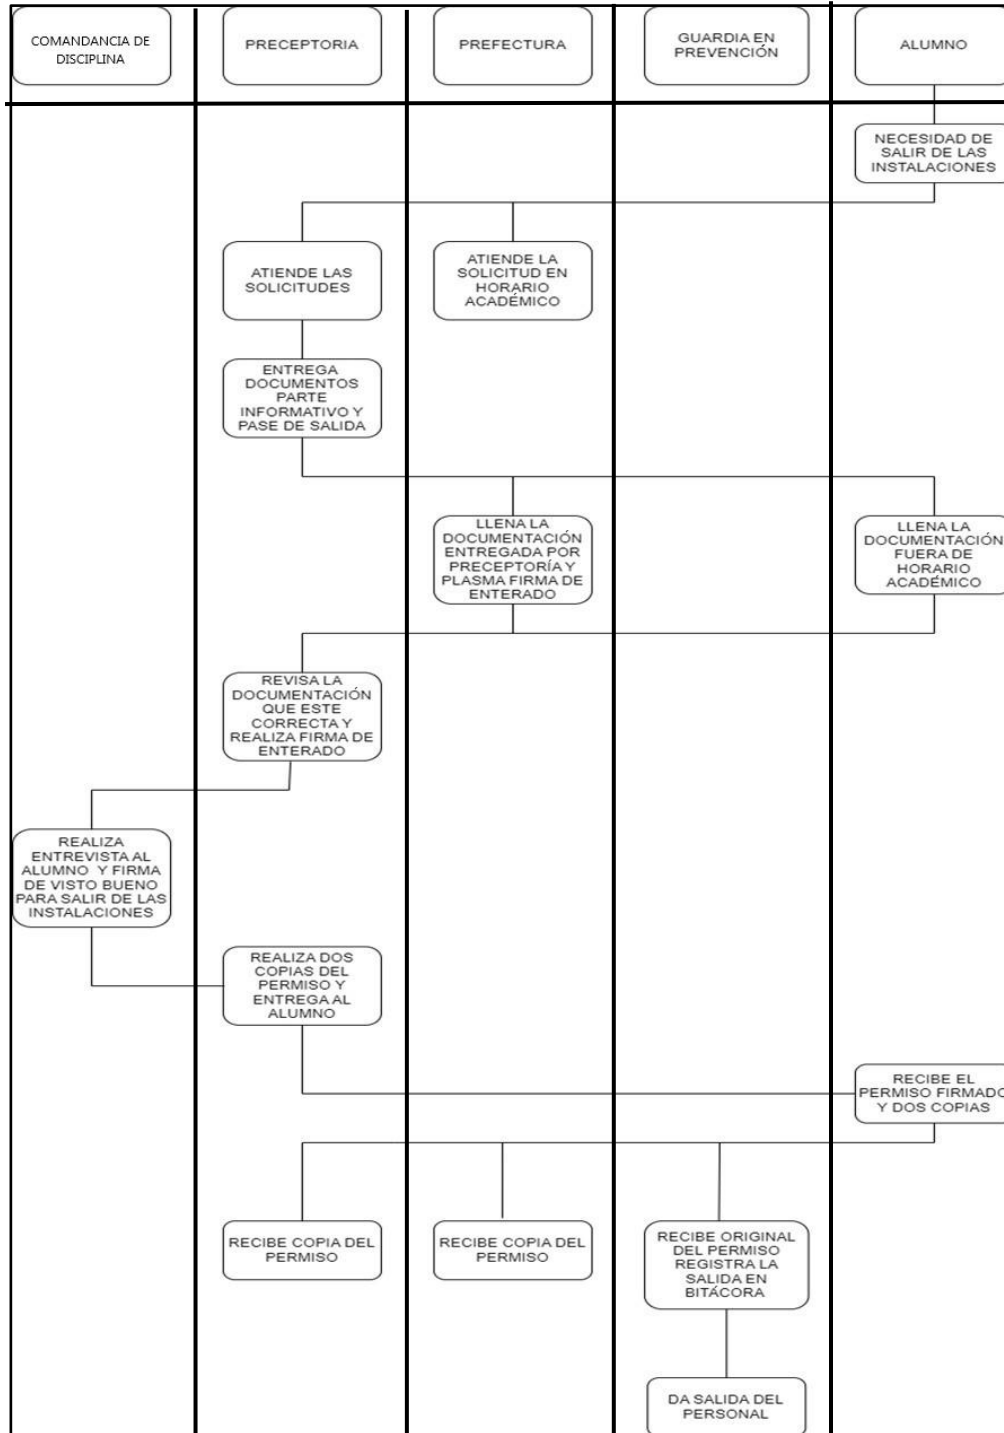 COMANDANCIA DE
DISCIPLINA
PRECEPTORIA
PREFECTURA
GUARDIA EN
PREVENCIÓN
ALUMNO
NECESIDAD DE
SALIR DE LAS
INSTALACIONES
ATIENDE LAS
SOLICITUDES
ATIENDE LA
SOLICITUD EN
HORARIO
ACADÉMICO
ENTREGA
DOCUMENTOS
PARTE
INFORMATIVO Y
PASE DE SALIDA
LLENA LA
DOCUMENTACIÓN
ENTREGADA POR
PRECEPTORÍA Y
PLASMA FIRMA DE
ENTERADO
LLENA LA
DOCUMENTACIÓN
FUERA DE
HORARIO
ACADÉMICO
REVISA LA
DOCUMENTACIÓN
QUE ESTE
CORRECTA Y
REALIZA FIRMA DE
ENTERADO
REALIZA
ENTREVISTA AL
ALUMNO Y FIRMA
DE VISTO BUENO
PARA SALIR DE LAS
INSTALACIONES
REALIZA DOS
COPIAS DEL
PERMISO Y
ENTREGA AL
ALUMNO
RECIBE EL
PERMISO FIRMADO
Y DOS COPIAS
RECIBE COPIA DEL
PERMISO
RECIBE COPIA DEL
PERMISO
RECIBE ORIGINAL
DEL PERMISO
REGISTRA LA
SALIDA EN
BITÁCORA
DA SALIDA DEL
PERSONAL